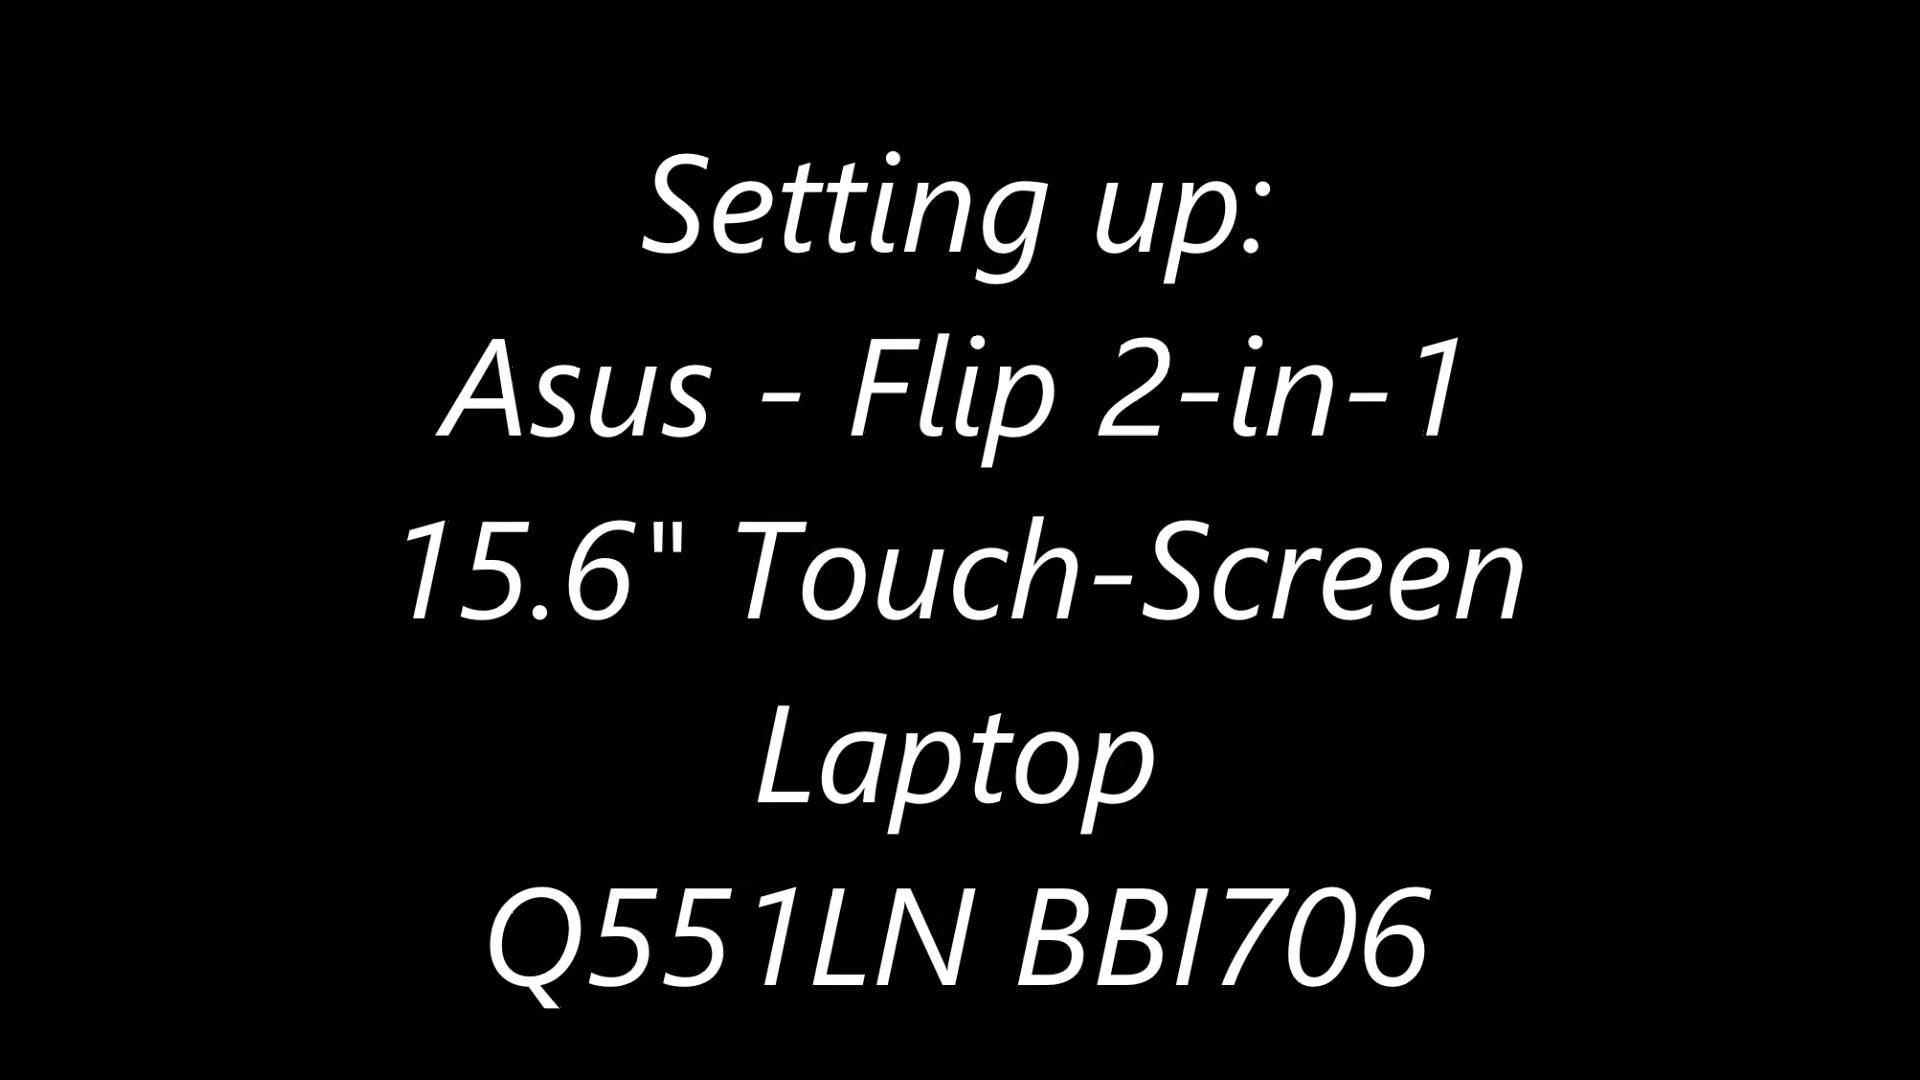 Setting up:
Asus - Flip 2-in-1
15.6" Touch-Screen
Laptop
Q551LN BBI706